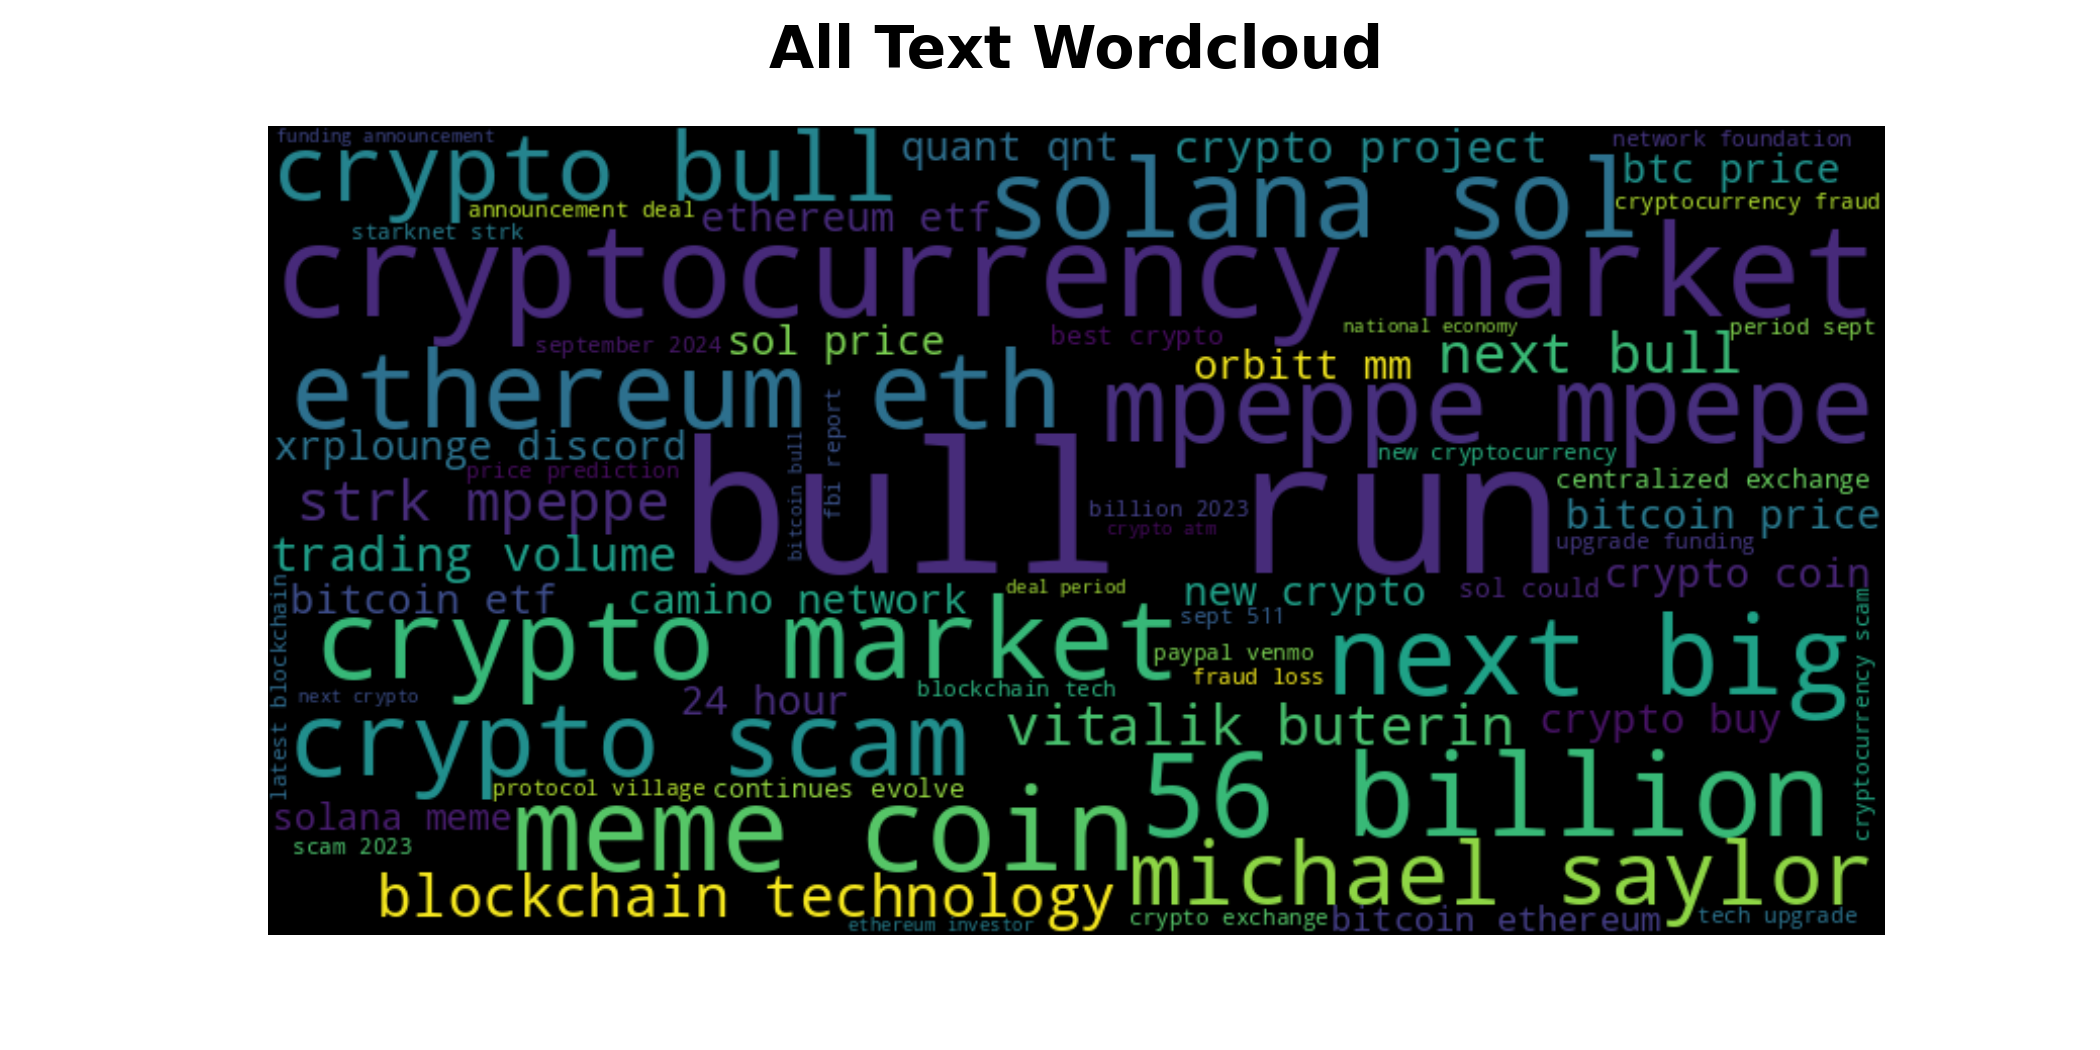 All Text Wordcloud
funding announcement
crypto bull
quant qnt
crypto project
network foundation
btc price
solana sol
cryptocurrency fraud
announcement deal
ethereum etf
starknet strk
cryptocurrency market
september 2024
sol price
best crypto
national economy
period sept
orbitt mm
next bull
ethereum eth
mpeppe mpepe
xrplounge discord
price prediction
bitcoin bull
fbi report
new cryptocurrency
centralized exchange
strk mpeppe
bull run
billion 2023
crypto atm
bitcoin price
upgrade funding
trading volume
crypto coin
latest blockchain
bitcoin etf
camino network
deal period
new crypto
sol could
sept 511
crypto market
paypal venmo
next big
cryptocurrency scam
fraud loss
next crypto
24 hour
blockchain tech
crypto scam
vitalik buterin
crypto buy
protocol village
continues evolve
56 billion
solana meme
meme coin
scam 2023
michael saylor
blockchain technology
ethereum investor
crypto exchange
bitcoin ethereum
tech upgrade